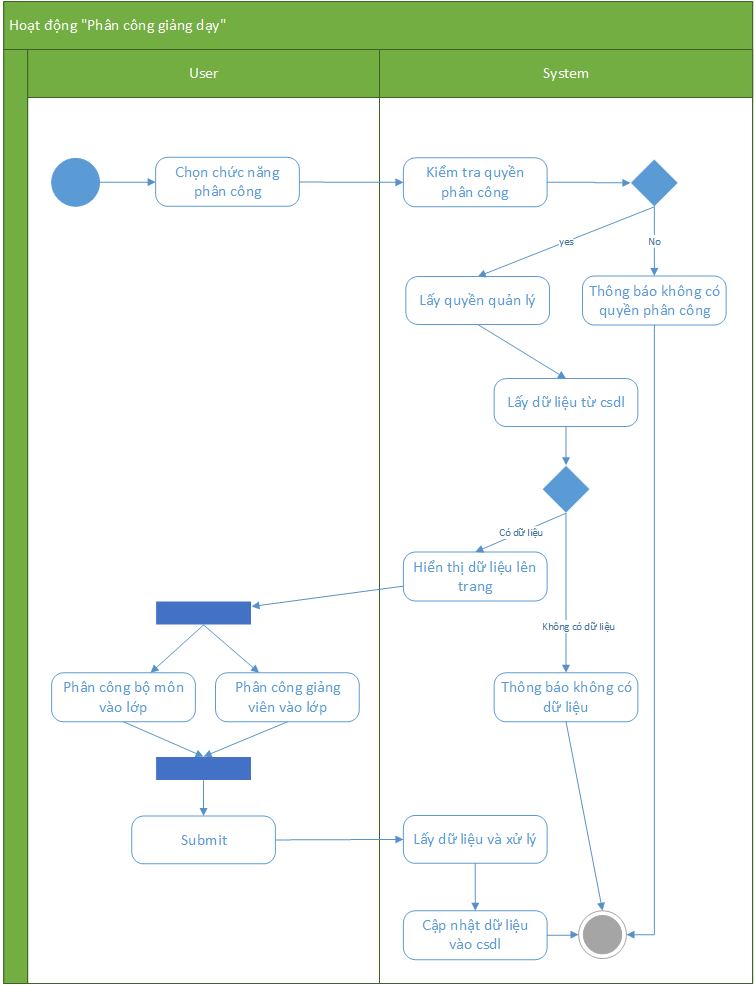 Hoạt động "Phân công giảng dạy"
User
System
Chọn chức năng
phân công
Kiểm tra quyền
phân công
yes
No
Lấy quyền quản lý
Thông báo không có
quyền phân công
Lấy dữ liệu từ csdl
Có dữ liệu
Hiển thị dữ liệu lên
trang
Không có dữ liệu
Phân công bộ môn
vào lớp
Phân công giảng
viên vào lớp
Thông báo không có
dữ liệu
Submit
Lấy dữ liệu và xử lý
Cập nhật dữ liệu
vào csdl